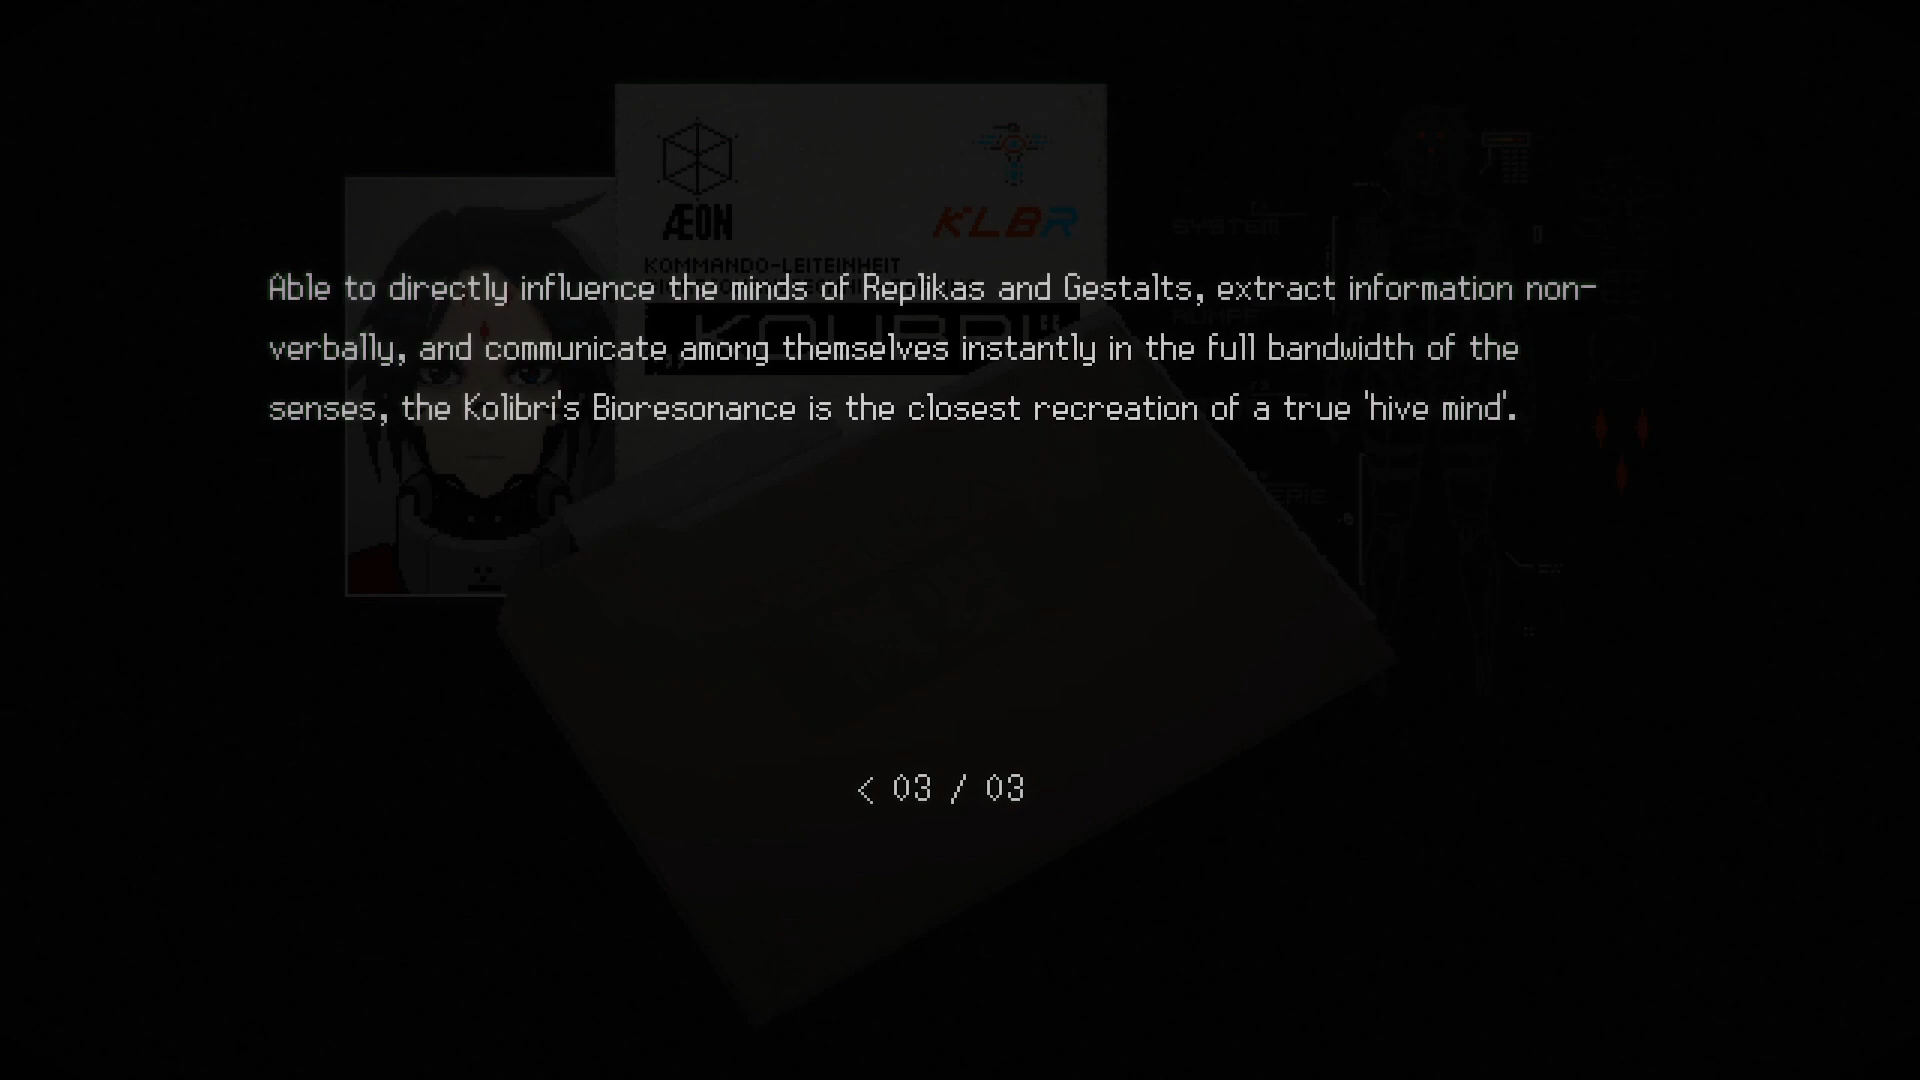 ÆON
KLBR
KOMMANDO-LEITEINHEIT
SYSTEM
Able to directly influence the minds of Replikas and Gestalts, extract information non-
„KOLIBRI“
verbally, and communicate among themselves instantly in the full bandwidth of the
senses, the Kolibri's Bioresonance is the closest recreation of a true 'hive mind'.
< 03 / 03